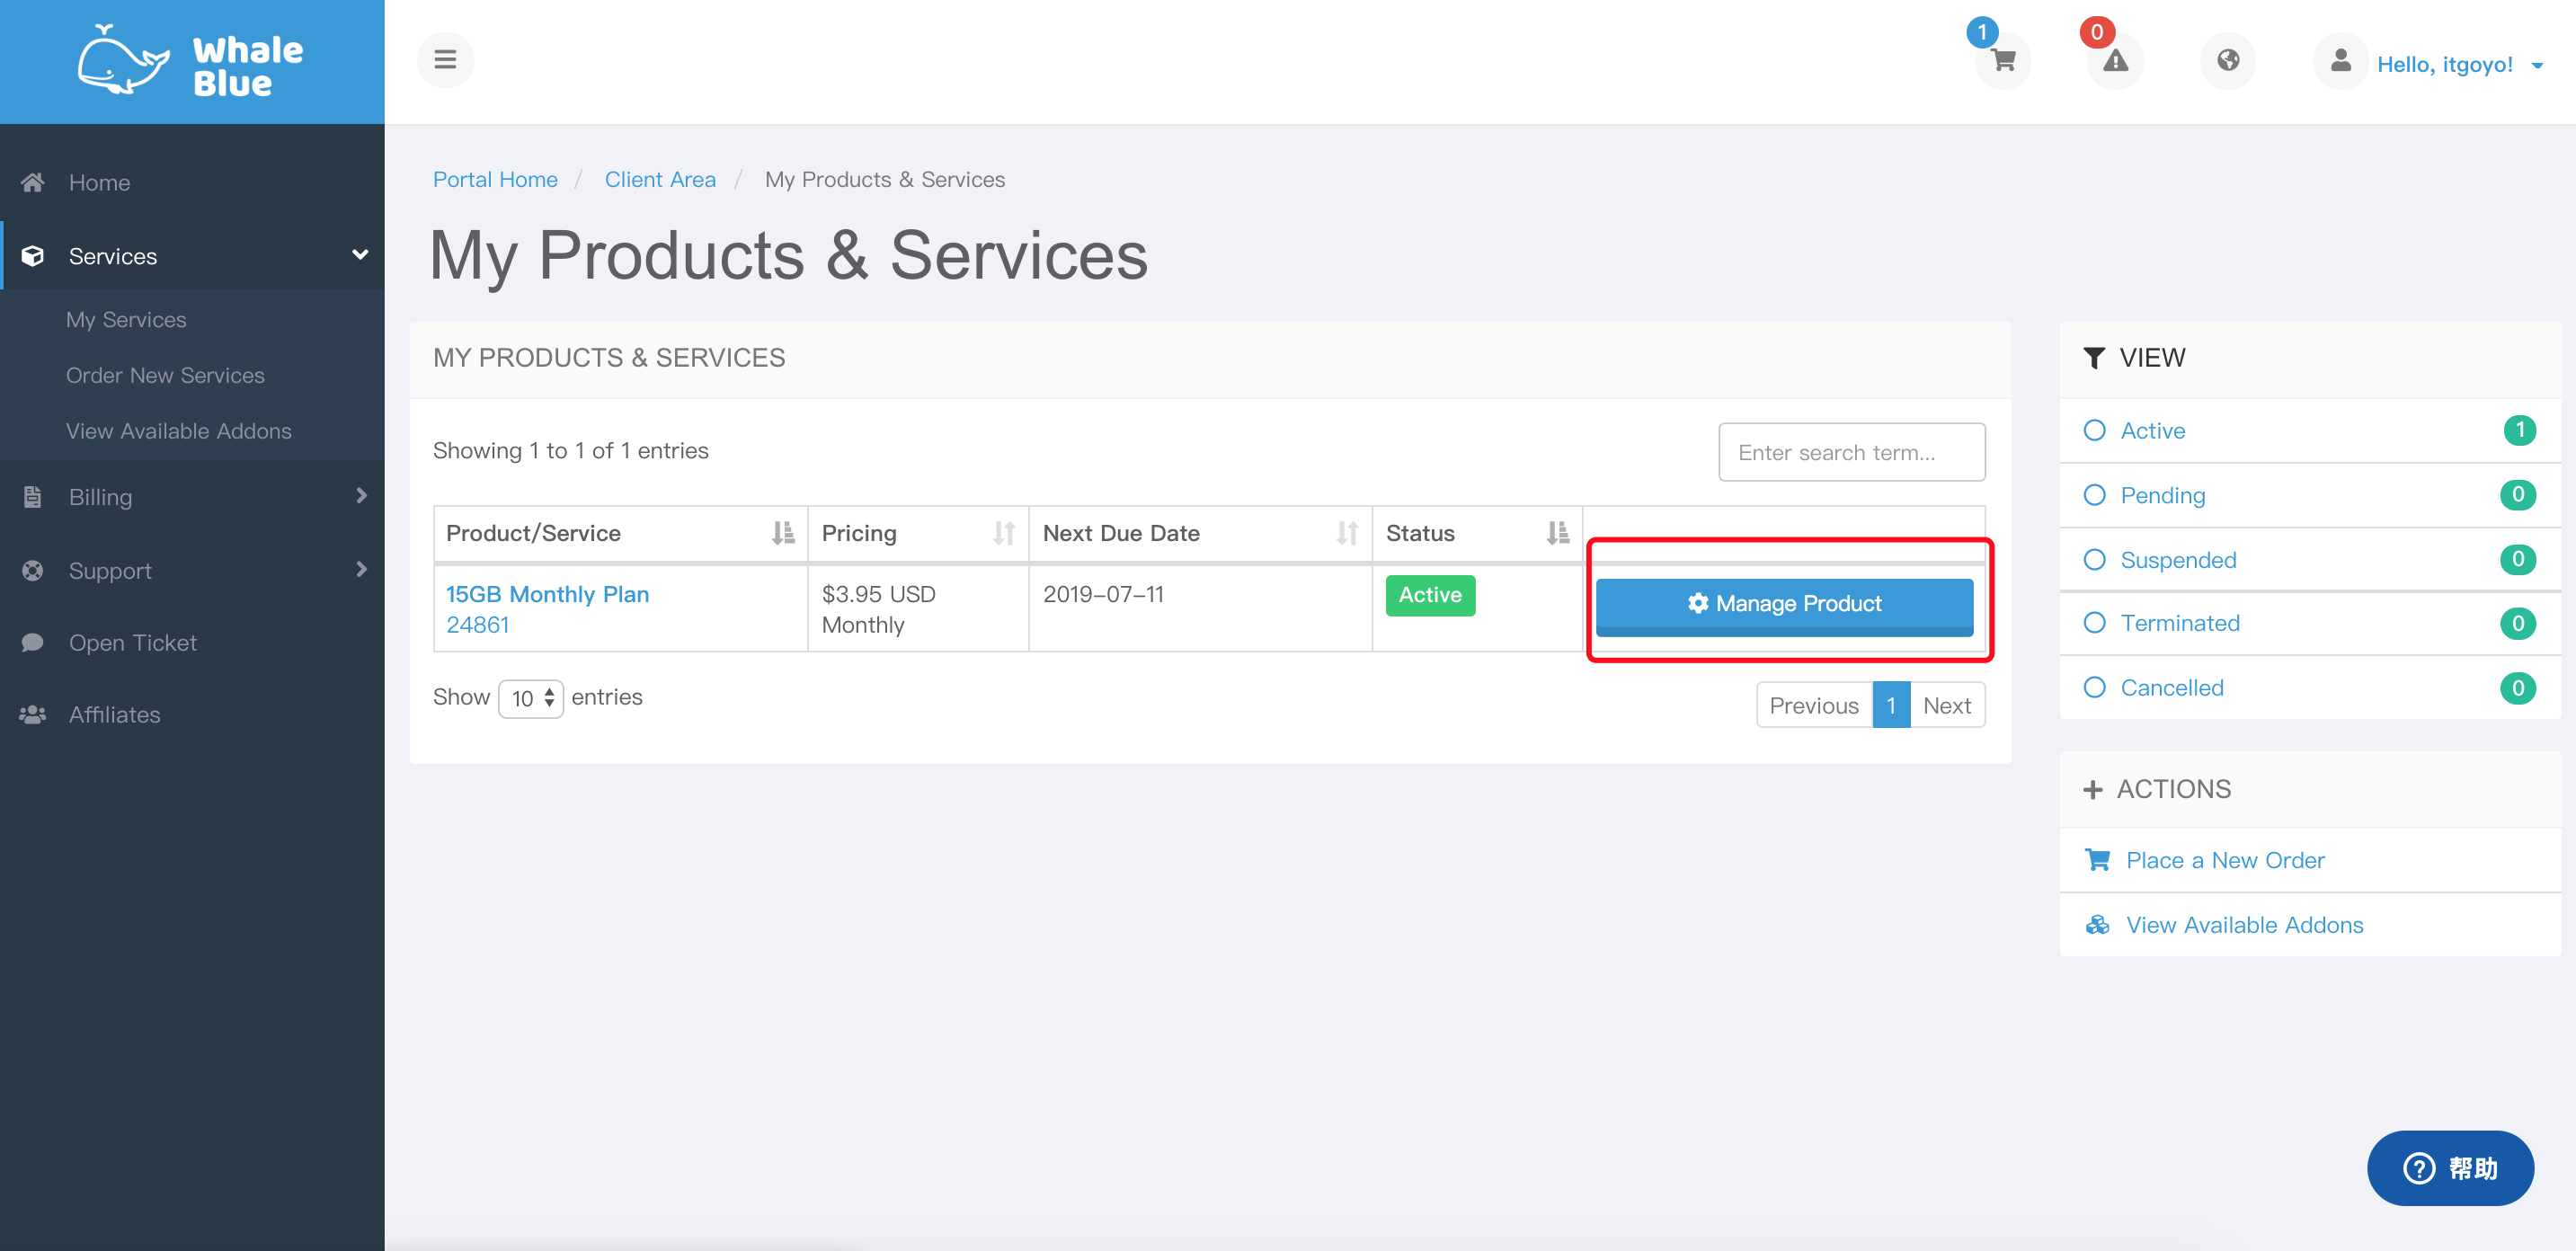 Whale
Blue
1
0
Hello, itgoyo!
Home
Services
My Services
Order New Services
View Available Addons
Billing
Support
Open Ticket
Affiliates
Portal Home / Client Area / My Products & Services
My Products & Services
MY PRODUCTS & SERVICES
Showing 1 to 1 of 1 entries
Enter search term...
Product/Service Pricing Next Due Date Status
15GB Monthly Plan $3.95 USD 2019-07-11 Active Manage Product
24861 Monthly
Show 10 entries
Previous 1 Next
VIEW
Active 1
Pending 0
Suspended 0
Terminated 0
Cancelled 0
ACTIONS
Place a New Order
View Available Addons
帮助